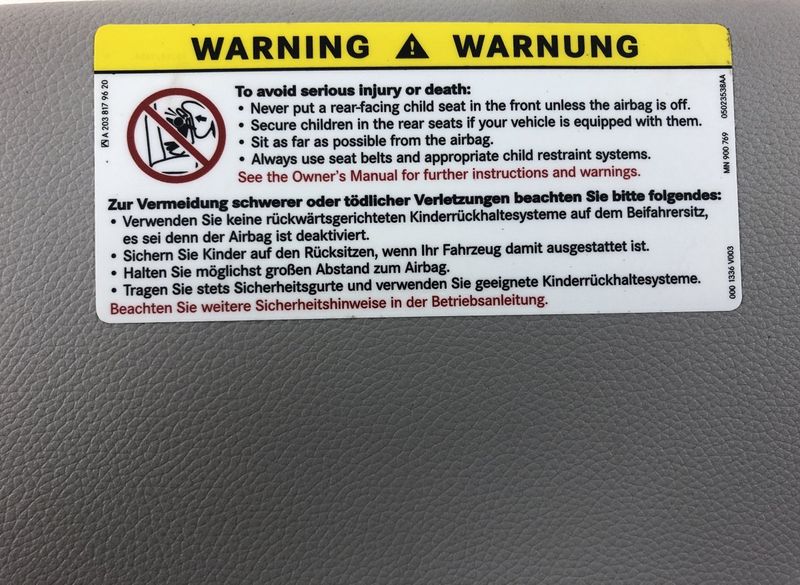 WARNING ⚠ WARNUNG
To avoid serious injury or death:
• Never put a rear-facing child seat in the front unless the airbag is off.
• Secure children in the rear seats if your vehicle is equipped with them.
• Sit as far as possible from the airbag.
• Always use seat belts and appropriate child restraint systems.
See the Owner's Manual for further instructions and warnings.
Zur Vermeidung schwerer oder tödlicher Verletzungen beachten Sie bitte folgendes:
• Verwenden Sie keine rückwärtsgerichteten Kinderrückhaltesysteme auf dem Beifahrersitz,
es sei denn der Airbag ist deaktiviert.
• Sichern Sie Kinder auf den Rücksitzen, wenn Ihr Fahrzeug damit ausgestattet ist.
• Halten Sie möglichst großen Abstand zum Airbag.
• Tragen Sie stets Sicherheitsgurte und verwenden Sie geeignete Kinderrückhaltesysteme.
Beachten Sie weitere Sicherheitshinweise in der Betriebsanleitung.
A 203 817 96 20
05023538AA
MN 900 769
000 1336 V003